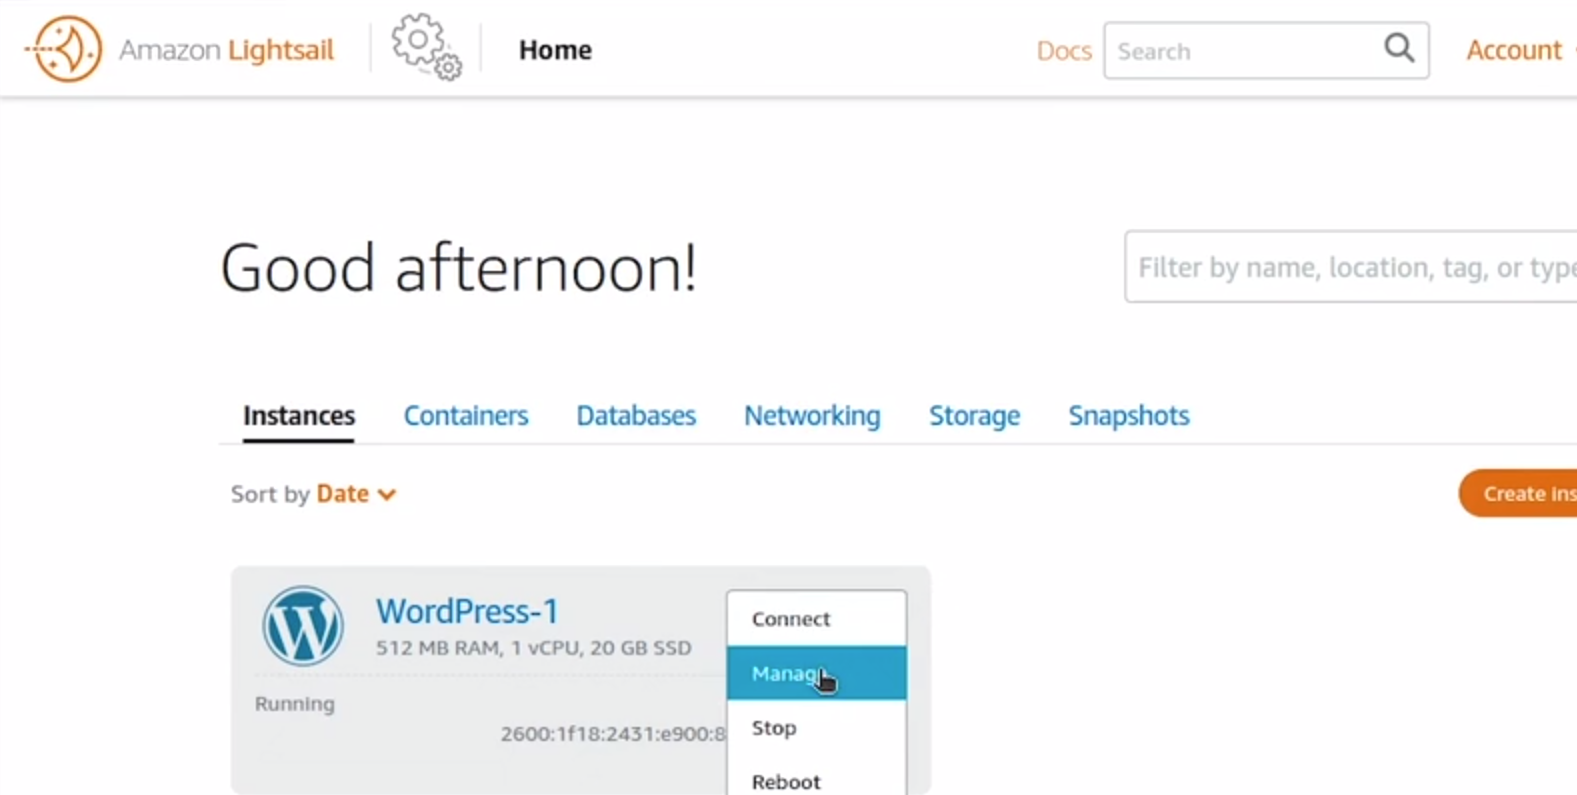 Amazon Lightsail Home Docs Search Account
Good afternoon!
Filter by name, location, tag, or type
Instances Containers Databases Networking Storage Snapshots
Sort by Date
Create ins
WordPress-1
512 MB RAM, 1 vCPU, 20 GB SSD
Running
2600:1f18:2431:e900:8
Connect
Manag
Stop
Reboot